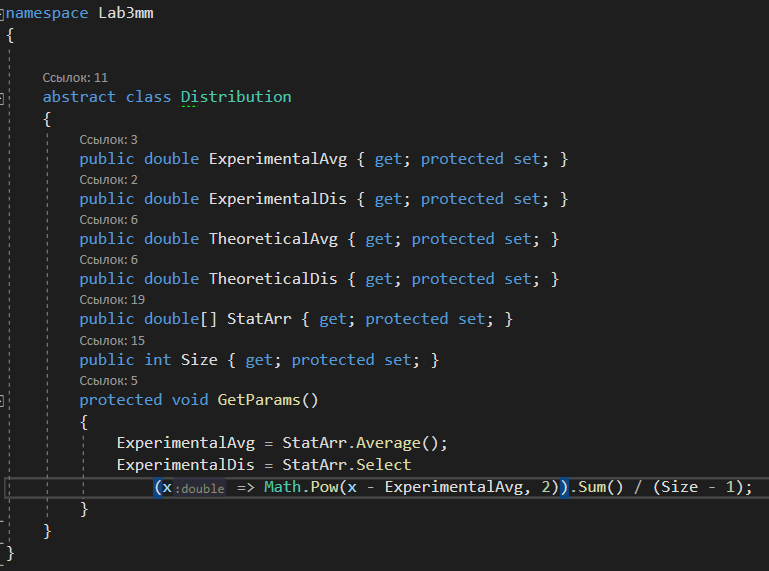 namespace Lab3mm
{
Ссылок: 11
abstract class Distribution
{
Ссылок: 3
public double ExperimentalAvg { get; protected set; }
Ссылок: 2
public double ExperimentalDis { get; protected set; }
Ссылок: 6
public double TheoreticalAvg { get; protected set; }
Ссылок: 6
public double TheoreticalDis { get; protected set; }
Ссылок: 19
public double[] StatArr { get; protected set; }
Ссылок: 15
public int Size { get; protected set; }
Ссылок: 5
protected void GetParams()
{
ExperimentalAvg = StatArr.Average();
ExperimentalDis = StatArr.Select
(x:double => Math.Pow(x - ExperimentalAvg, 2)).Sum() / (Size - 1);
}
}
}